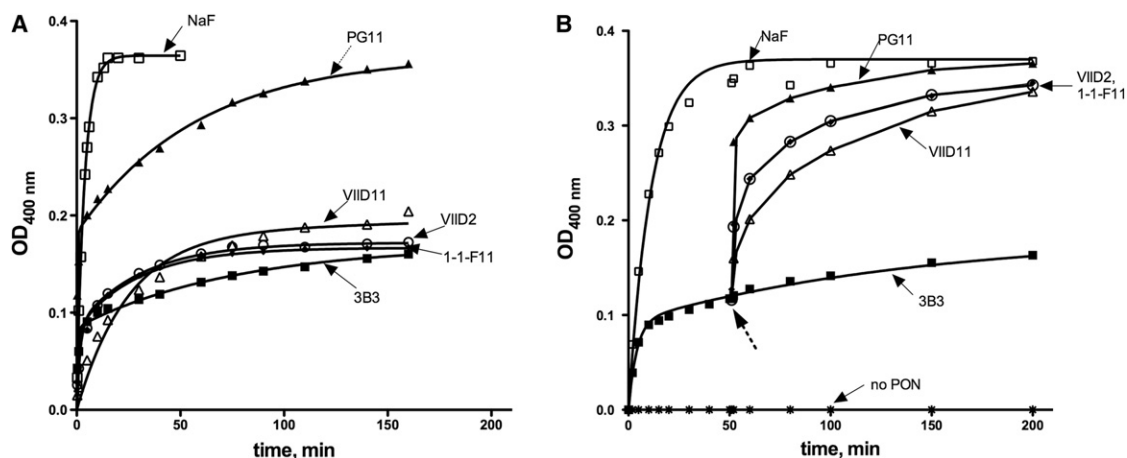 A
OD400 nm
0.4
0.3
0.2
0.1
0.0
0
50
100
150
200
time, min
NaF
PG11
VIID11
VIID2
1-1-F11
3B3
B
OD400 nm
0.4
0.3
0.2
0.1
0.0
0
50
100
150
200
time, min
NaF
PG11
VIID2,
1-1-F11
VIID11
3B3
no PON